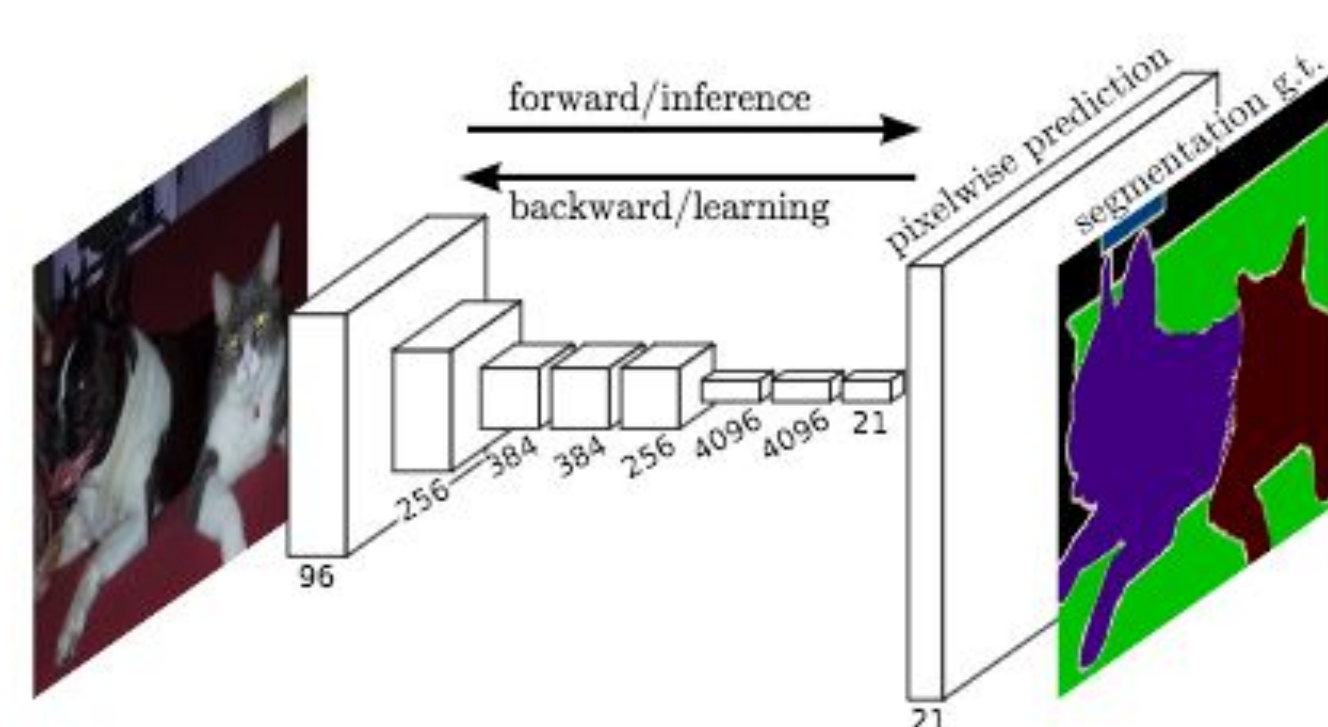 forward/inference
backward/learning
pixelwise prediction
segmentation g.t.
96
256
384
384
256
4096
4096
21
21